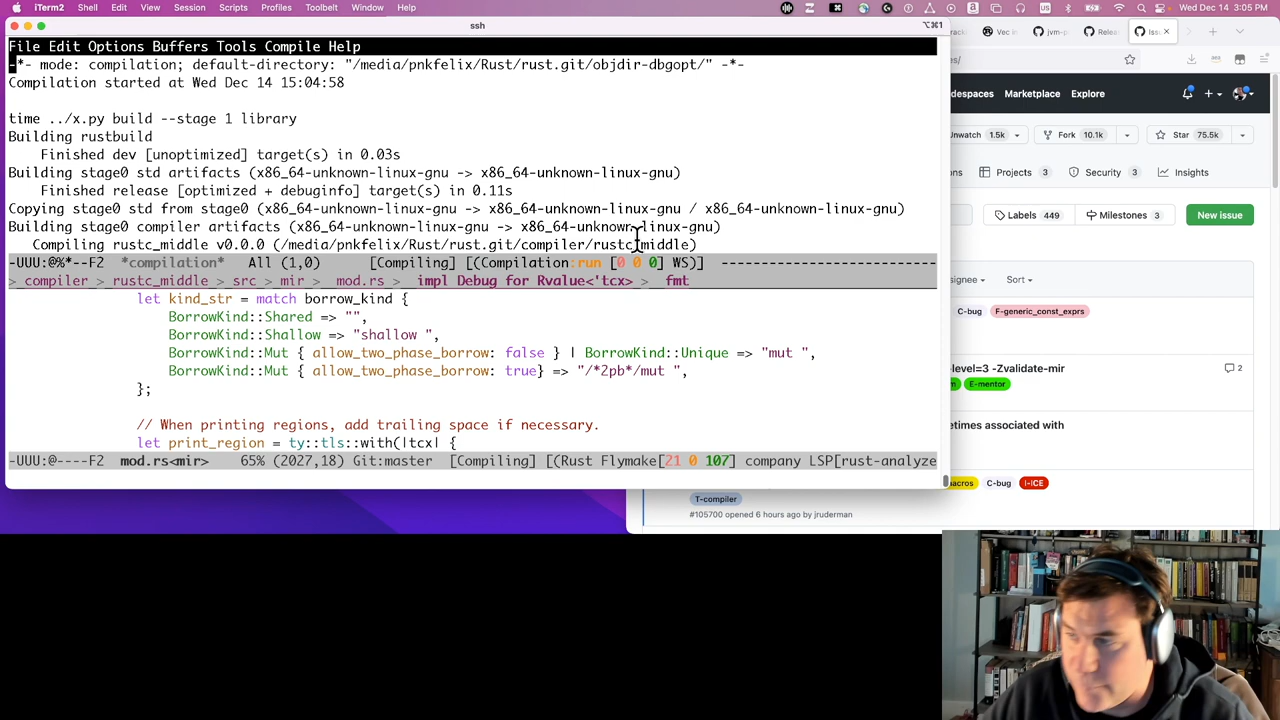 iTerm2 Shell Edit View Session Scripts Profiles Toolbelt Window Help
Wed Dec 14 3:05 PM
ssh
⌥⌘1
File Edit Options Buffers Tools Compile Help
-*- mode: compilation; default-directory: "/media/pnkfelix/Rust/rust.git/objdir-dbgopt/" -*-
Compilation started at Wed Dec 14 15:04:58
time ../x.py build --stage 1 library
Building rustbuild
Finished dev [unoptimized] target(s) in 0.03s
Building stage0 std artifacts (x86_64-unknown-linux-gnu -> x86_64-unknown-linux-gnu)
Finished release [optimized + debuginfo] target(s) in 0.11s
Copying stage0 std from stage0 (x86_64-unknown-linux-gnu -> x86_64-unknown-linux-gnu / x86_64-unknown-linux-gnu)
Building stage0 compiler artifacts (x86_64-unknown-linux-gnu -> x86_64-unknown-linux-gnu)
Compiling rustc_middle v0.0.0 (/media/pnkfelix/Rust/rust.git/compiler/rustc_middle)
-UUU:@%*--F2 *compilation* All (1,0) [Compiling] [(Compilation:run [0 0 0] WS)] ------------------------
> compiler > rustc_middle > src > mir > mod.rs > impl Debug for Rvalue<'tcx> > fmt
let kind_str = match borrow_kind {
BorrowKind::Shared => "",
BorrowKind::Shallow => "shallow ",
BorrowKind::Mut { allow_two_phase_borrow: false } | BorrowKind::Unique => "mut ",
BorrowKind::Mut { allow_two_phase_borrow: true} => "/*2pb*/mut ",
};
// When printing regions, add trailing space if necessary.
let print_region = ty::tls::with(|tcx| {
-UUU:@----F2 mod.rs<mir> 65% (2027,18) Git:master [Compiling] [(Rust Flymake[21 0 107] company LSP[rust-analyze
Vec in
jvm-p
Relea
Iss
es/
despaces Marketplace Explore
Unwatch 1.5k Fork 10.1k Star 75.5k
ons Projects 3 Security 3 Insights
Labels 449 Milestones 3 New issue
signee Sort
C-bug F-generic_const_exprs
-level=3 -Zvalidate-mir 2
E-mentor
etimes associated with
acros C-bug I-ICE
T-compiler
#105700 opened 6 hours ago by jruderman